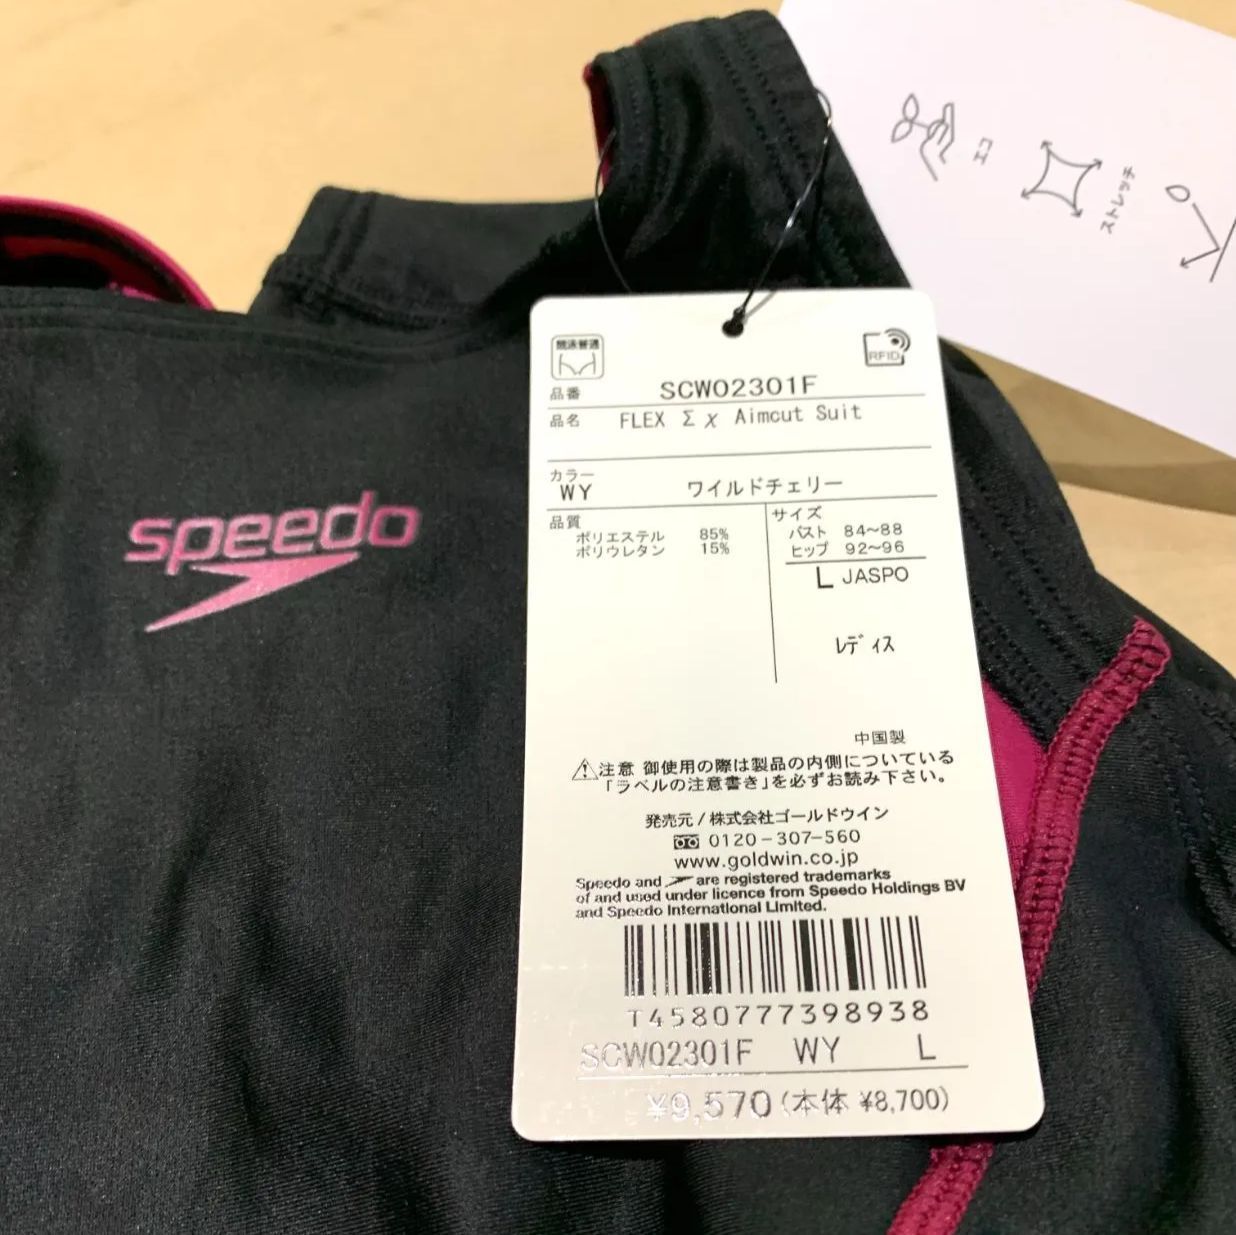 エコ
ストレッチ
speedo
競泳普通
RFID
品番 SCW02301F
品名 FLEX Σχ Aimcut Suit
カラー
WY ワイルドチェリー
品質
ポリエステル 85%
ポリウレタン 15%
サイズ
バスト 84~88
ヒップ 92~96
L JASPO
レディス
中国製
注意 御使用の際は製品の内側についている
「ラベルの注意書き」を必ずお読み下さい。
発売元/株式会社ゴールドウイン
0120-307-560
www.goldwin.co.jp
Speedo and are registered trademarks
of and used under licence from Speedo Holdings BV
and Speedo International Limited.
T4580777398938
SCW02301F WY L
¥9,570(本体 ¥8,700)